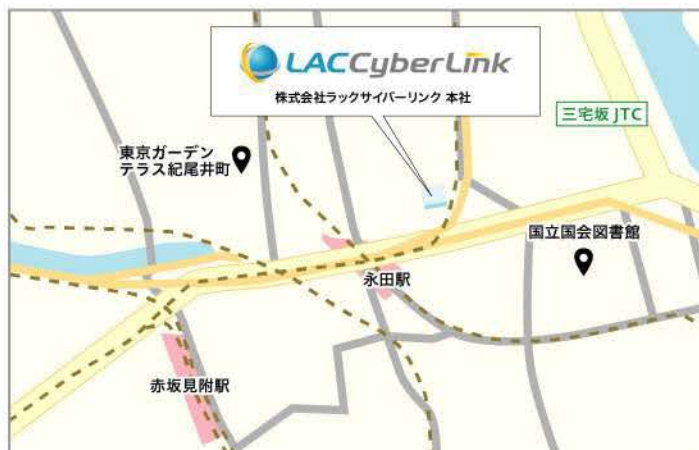 LACCyberLink
株式会社ラックサイバーリンク 本社
三宅坂 JTC
東京ガーデン
テラス紀尾井町
国立国会図書館
永田駅
赤坂見附駅